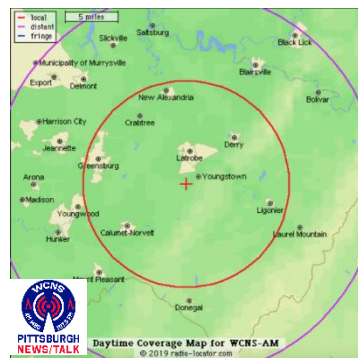 local
distant
fringe
5 miles
Saltsburg
Slickville
Black Lick
Municipality of Murrysville
Blairsville
Export
Delmont
New Alexandria
Bolivar
Crabtree
Harrison City
Jeannette
Derry
Latrobe
Greensburg
Youngstown
Arona
Madison
Youngwood
Ligonier
Calumet-Norvelt
Laurel Mountain
Hunker
Mount Pleasant
Donegal
WCNS
PITTSBURGH
NEWS/TALK
Daytime Coverage Map for WCNS-AM
© 2019 radio-locator.com